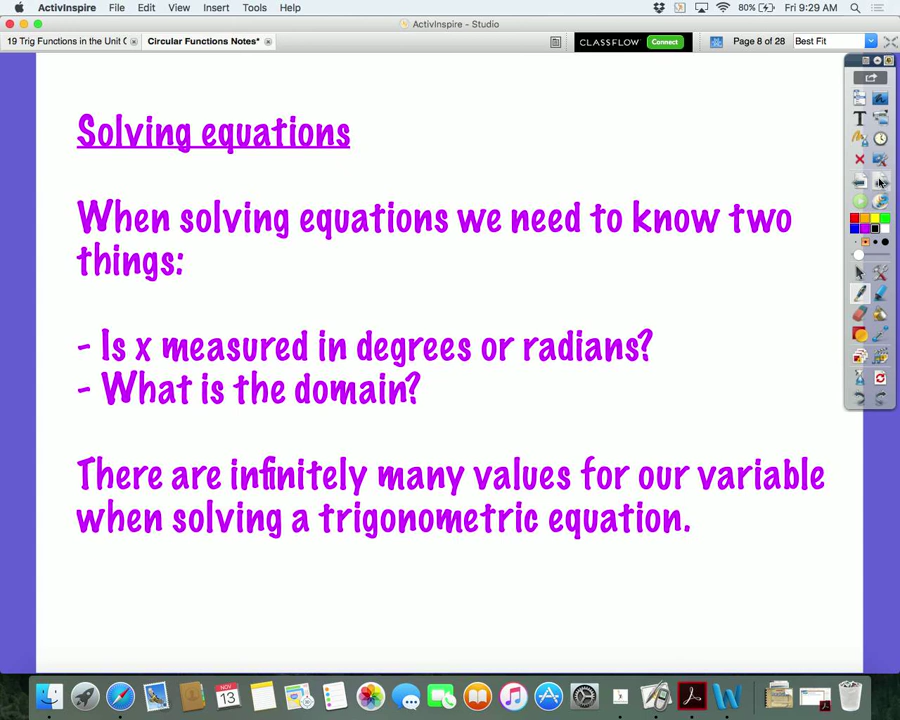 ActivInspire File Edit View Insert Tools Help 80% Fri 9:29 AM
ActivInspire - Studio
19 Trig Functions in the Unit C Circular Functions Notes* CLASSFLOW Connect Page 8 of 28 Best Fit
Solving equations
When solving equations we need to know two
things:
- Is x measured in degrees or radians?
- What is the domain?
There are infinitely many values for our variable
when solving a trigonometric equation.
NOV
13